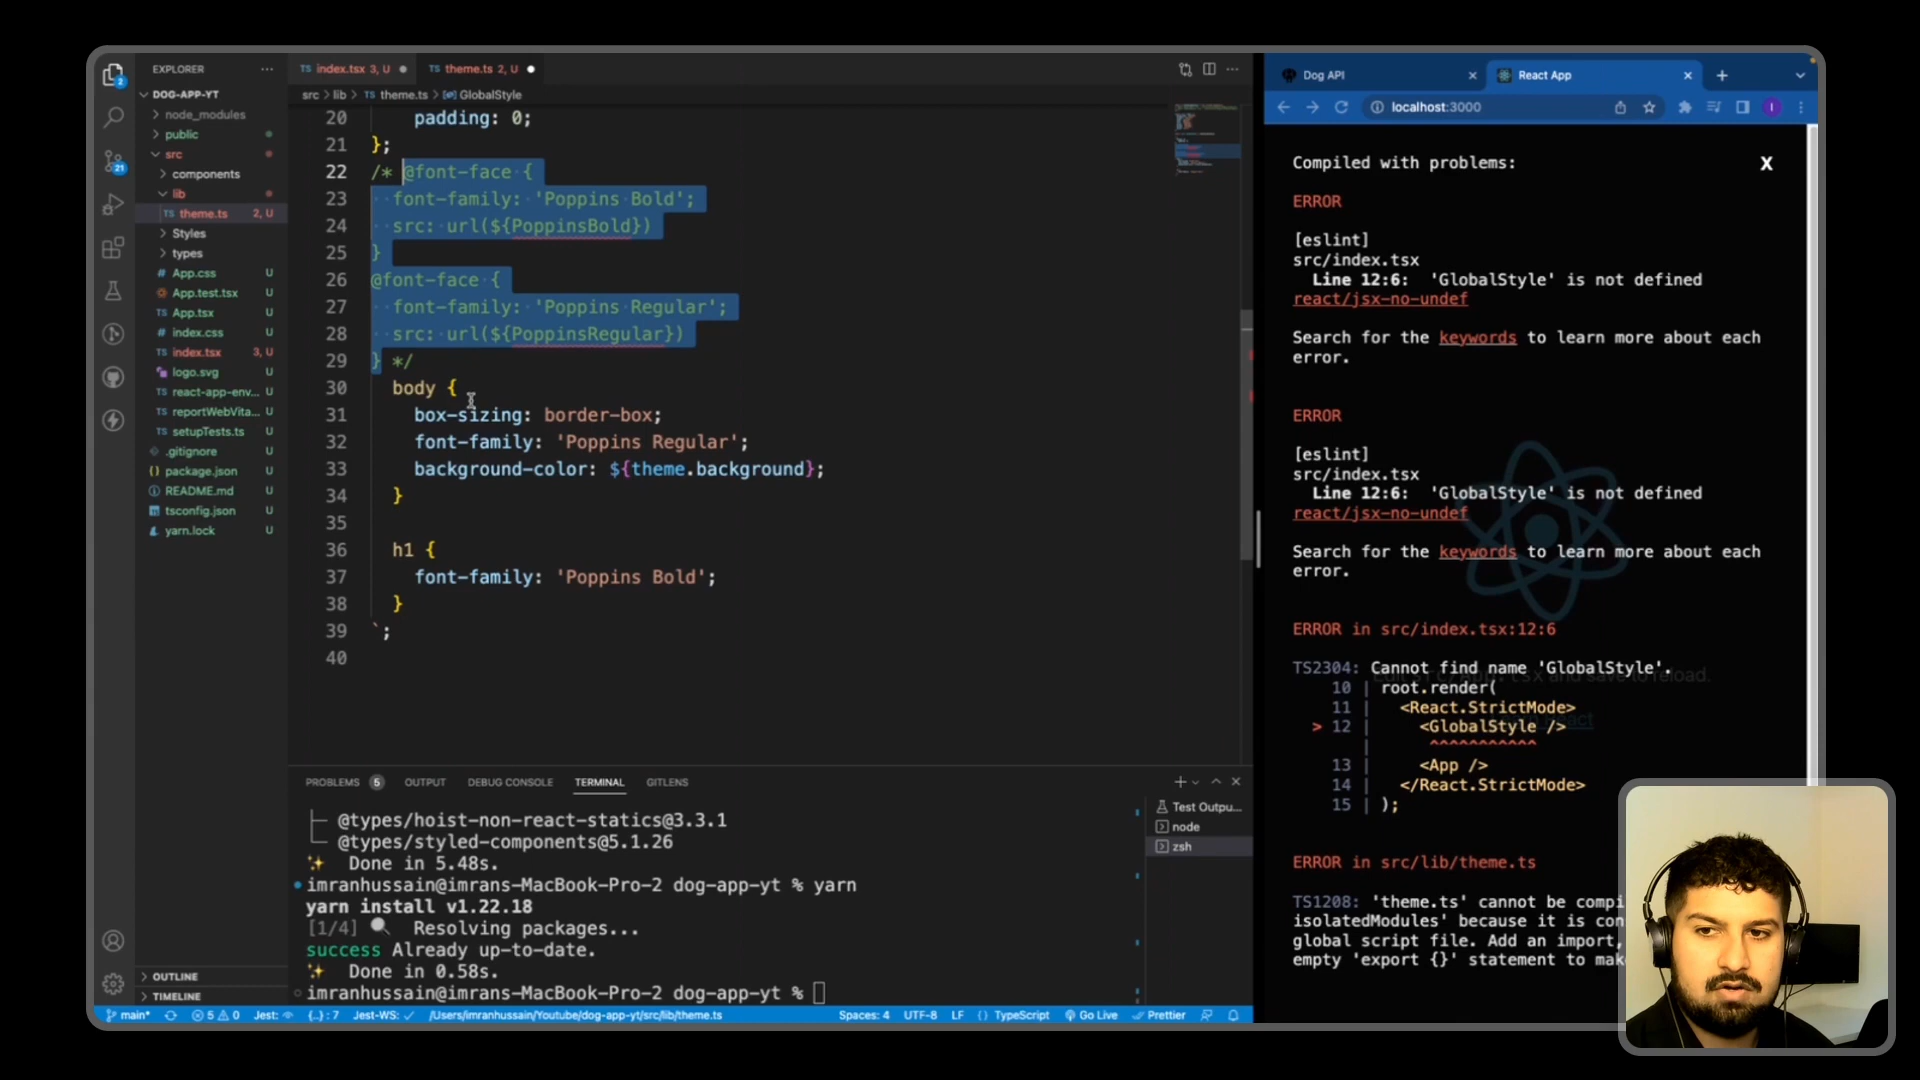 EXPLORER
DOG-APP-YT
node_modules
public
src
components
lib
TS theme.ts 2, U
Styles
types
# App.css U
App.test.tsx U
TS App.tsx U
# index.css U
TS index.tsx 3, U
logo.svg U
TS react-app-env... U
TS reportWebVita... U
TS setupTests.ts U
.gitignore U
{} package.json U
README.md U
tsconfig.json U
yarn.lock U
OUTLINE
TIMELINE
2
21
TS index.tsx 3, U
TS theme.ts 2, U
src > lib > TS theme.ts > GlobalStyle
20 padding: 0;
21 };
22 /* @font-face {
23 font-family: 'Poppins Bold';
24 src: url(${PoppinsBold})
25 }
26 @font-face {
27 font-family: 'Poppins Regular';
28 src: url(${PoppinsRegular})
29 } */
30 body {
31 box-sizing: border-box;
32 font-family: 'Poppins Regular';
33 background-color: ${theme.background};
34 }
35
36 h1 {
37 font-family: 'Poppins Bold';
38 }
39 `;
40
PROBLEMS 5 OUTPUT DEBUG CONSOLE TERMINAL GITLENS
├─ @types/hoist-non-react-statics@3.3.1
└─ @types/styled-components@5.1.26
✨ Done in 5.48s.
imranhussain@imrans-MacBook-Pro-2 dog-app-yt % yarn
yarn install v1.22.18
[1/4] 🔍 Resolving packages...
success Already up-to-date.
✨ Done in 0.58s.
imranhussain@imrans-MacBook-Pro-2 dog-app-yt %
Test Outpu...
node
zsh
main* 5 0 Jest: {..} : 7 Jest-WS: ✓ /Users/imranhussain/Youtube/dog-app-yt/src/lib/theme.ts
Spaces: 4 UTF-8 LF {} TypeScript Go Live Prettier
Dog API
React App
localhost:3000
I
Compiled with problems:
X
ERROR
[eslint]
src/index.tsx
Line 12:6: 'GlobalStyle' is not defined
react/jsx-no-undef
Search for the keywords to learn more about each
error.
ERROR
[eslint]
src/index.tsx
Line 12:6: 'GlobalStyle' is not defined
react/jsx-no-undef
Search for the keywords to learn more about each
error.
ERROR in src/index.tsx:12:6
TS2304: Cannot find name 'GlobalStyle'.
and save to reload.
10 | root.render(
11 | <React.StrictMode>
> 12 | <GlobalStyle />
| ^^^^^^^^^^^
13 | <App />
14 | </React.StrictMode>
15 | );
ERROR in src/lib/theme.ts
TS1208: 'theme.ts' cannot be compi
isolatedModules' because it is con
global script file. Add an import,
empty 'export {}' statement to mak